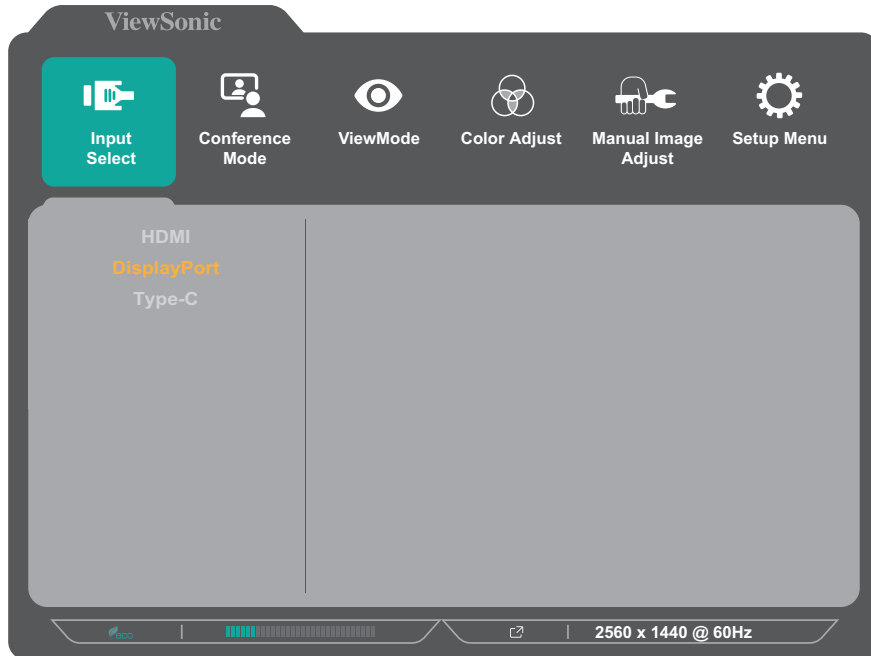 ViewSonic
Input
Select
Conference
Mode
ViewMode
Color Adjust
Manual Image
Adjust
Setup Menu
HDMI
DisplayPort
Type-C
eco
2560 x 1440 @ 60Hz